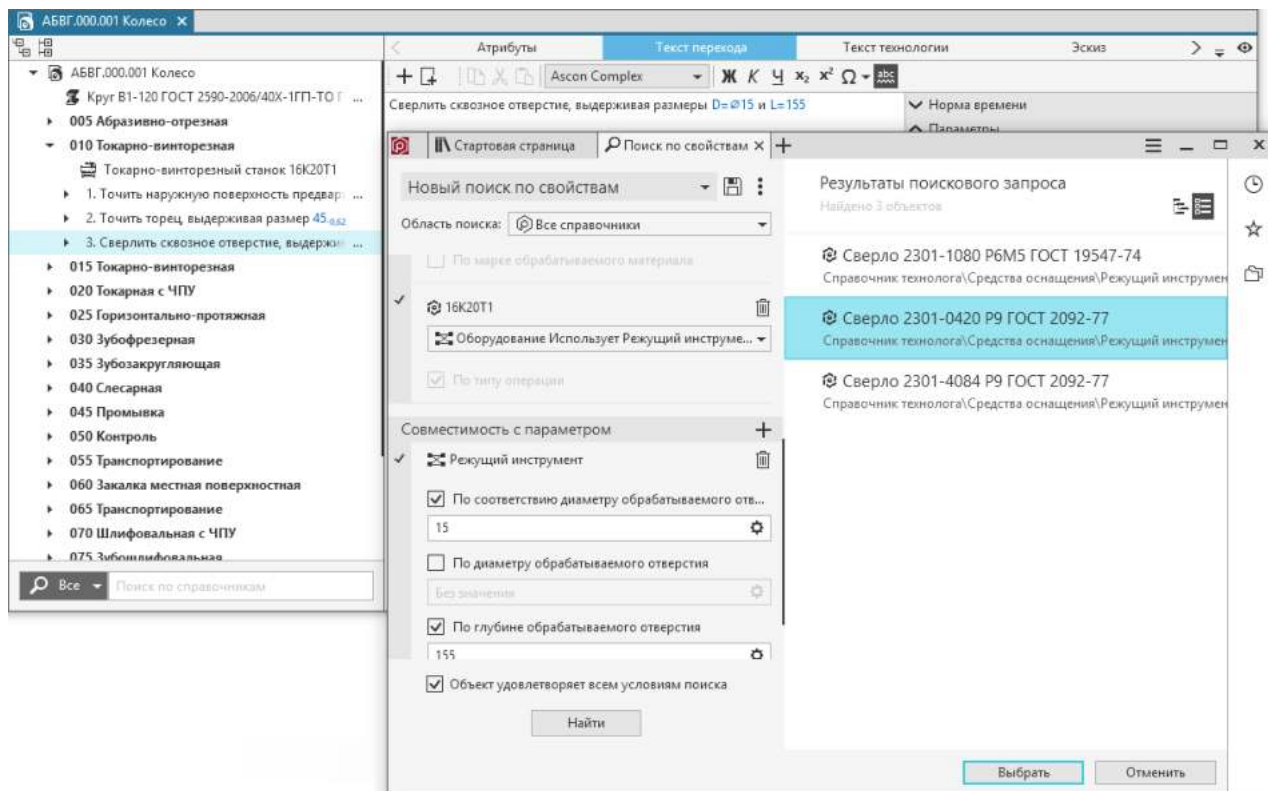 АБВГ.000.001 Колесо ×
Атрибуты
Текст перехода
Текст технологии
Эскиз
АБВГ.000.001 Колесо
Круг В1-120 ГОСТ 2590-2006/40Х-1ГП-ТО Г ...
005 Абразивно-отрезная
010 Токарно-винторезная
Токарно-винторезный станок 16К20Т1
1. Точить наружную поверхность предвар ...
2. Точить торец, выдерживая размер 45-0,62
3. Сверлить сквозное отверстие, выдержи ...
015 Токарно-винторезная
020 Токарная с ЧПУ
025 Горизонтально-протяжная
030 Зубофрезерная
035 Зубозакругляющая
040 Слесарная
045 Промывка
050 Контроль
055 Транспортирование
060 Закалка местная поверхностная
065 Транспортирование
070 Шлифовальная с ЧПУ
075 Зубошлифовальная
Все
Поиск по справочникам
Ascon Complex
Ж К Ч x₂ x² Ω abc
Сверлить сквозное отверстие, выдерживая размеры D=⌀15 и L=155
Норма времени
Параметры
Стартовая страница
Поиск по свойствам ×
Новый поиск по свойствам
Область поиска: Все справочники
По марке обрабатываемого материала
16К20Т1
Оборудование Использует Режущий инструме...
По типу операции
Совместимость с параметром
Режущий инструмент
По соответствию диаметру обрабатываемого отв...
15
По диаметру обрабатываемого отверстия
Без значения
По глубине обрабатываемого отверстия
155
Объект удовлетворяет всем условиям поиска
Найти
Результаты поискового запроса
Найдено 3 объектов
Сверло 2301-1080 Р6М5 ГОСТ 19547-74
Справочник технолога\Средства оснащения\Режущий инструмен
Сверло 2301-0420 Р9 ГОСТ 2092-77
Справочник технолога\Средства оснащения\Режущий инструмен
Сверло 2301-4084 Р9 ГОСТ 2092-77
Справочник технолога\Средства оснащения\Режущий инструмен
Выбрать
Отменить